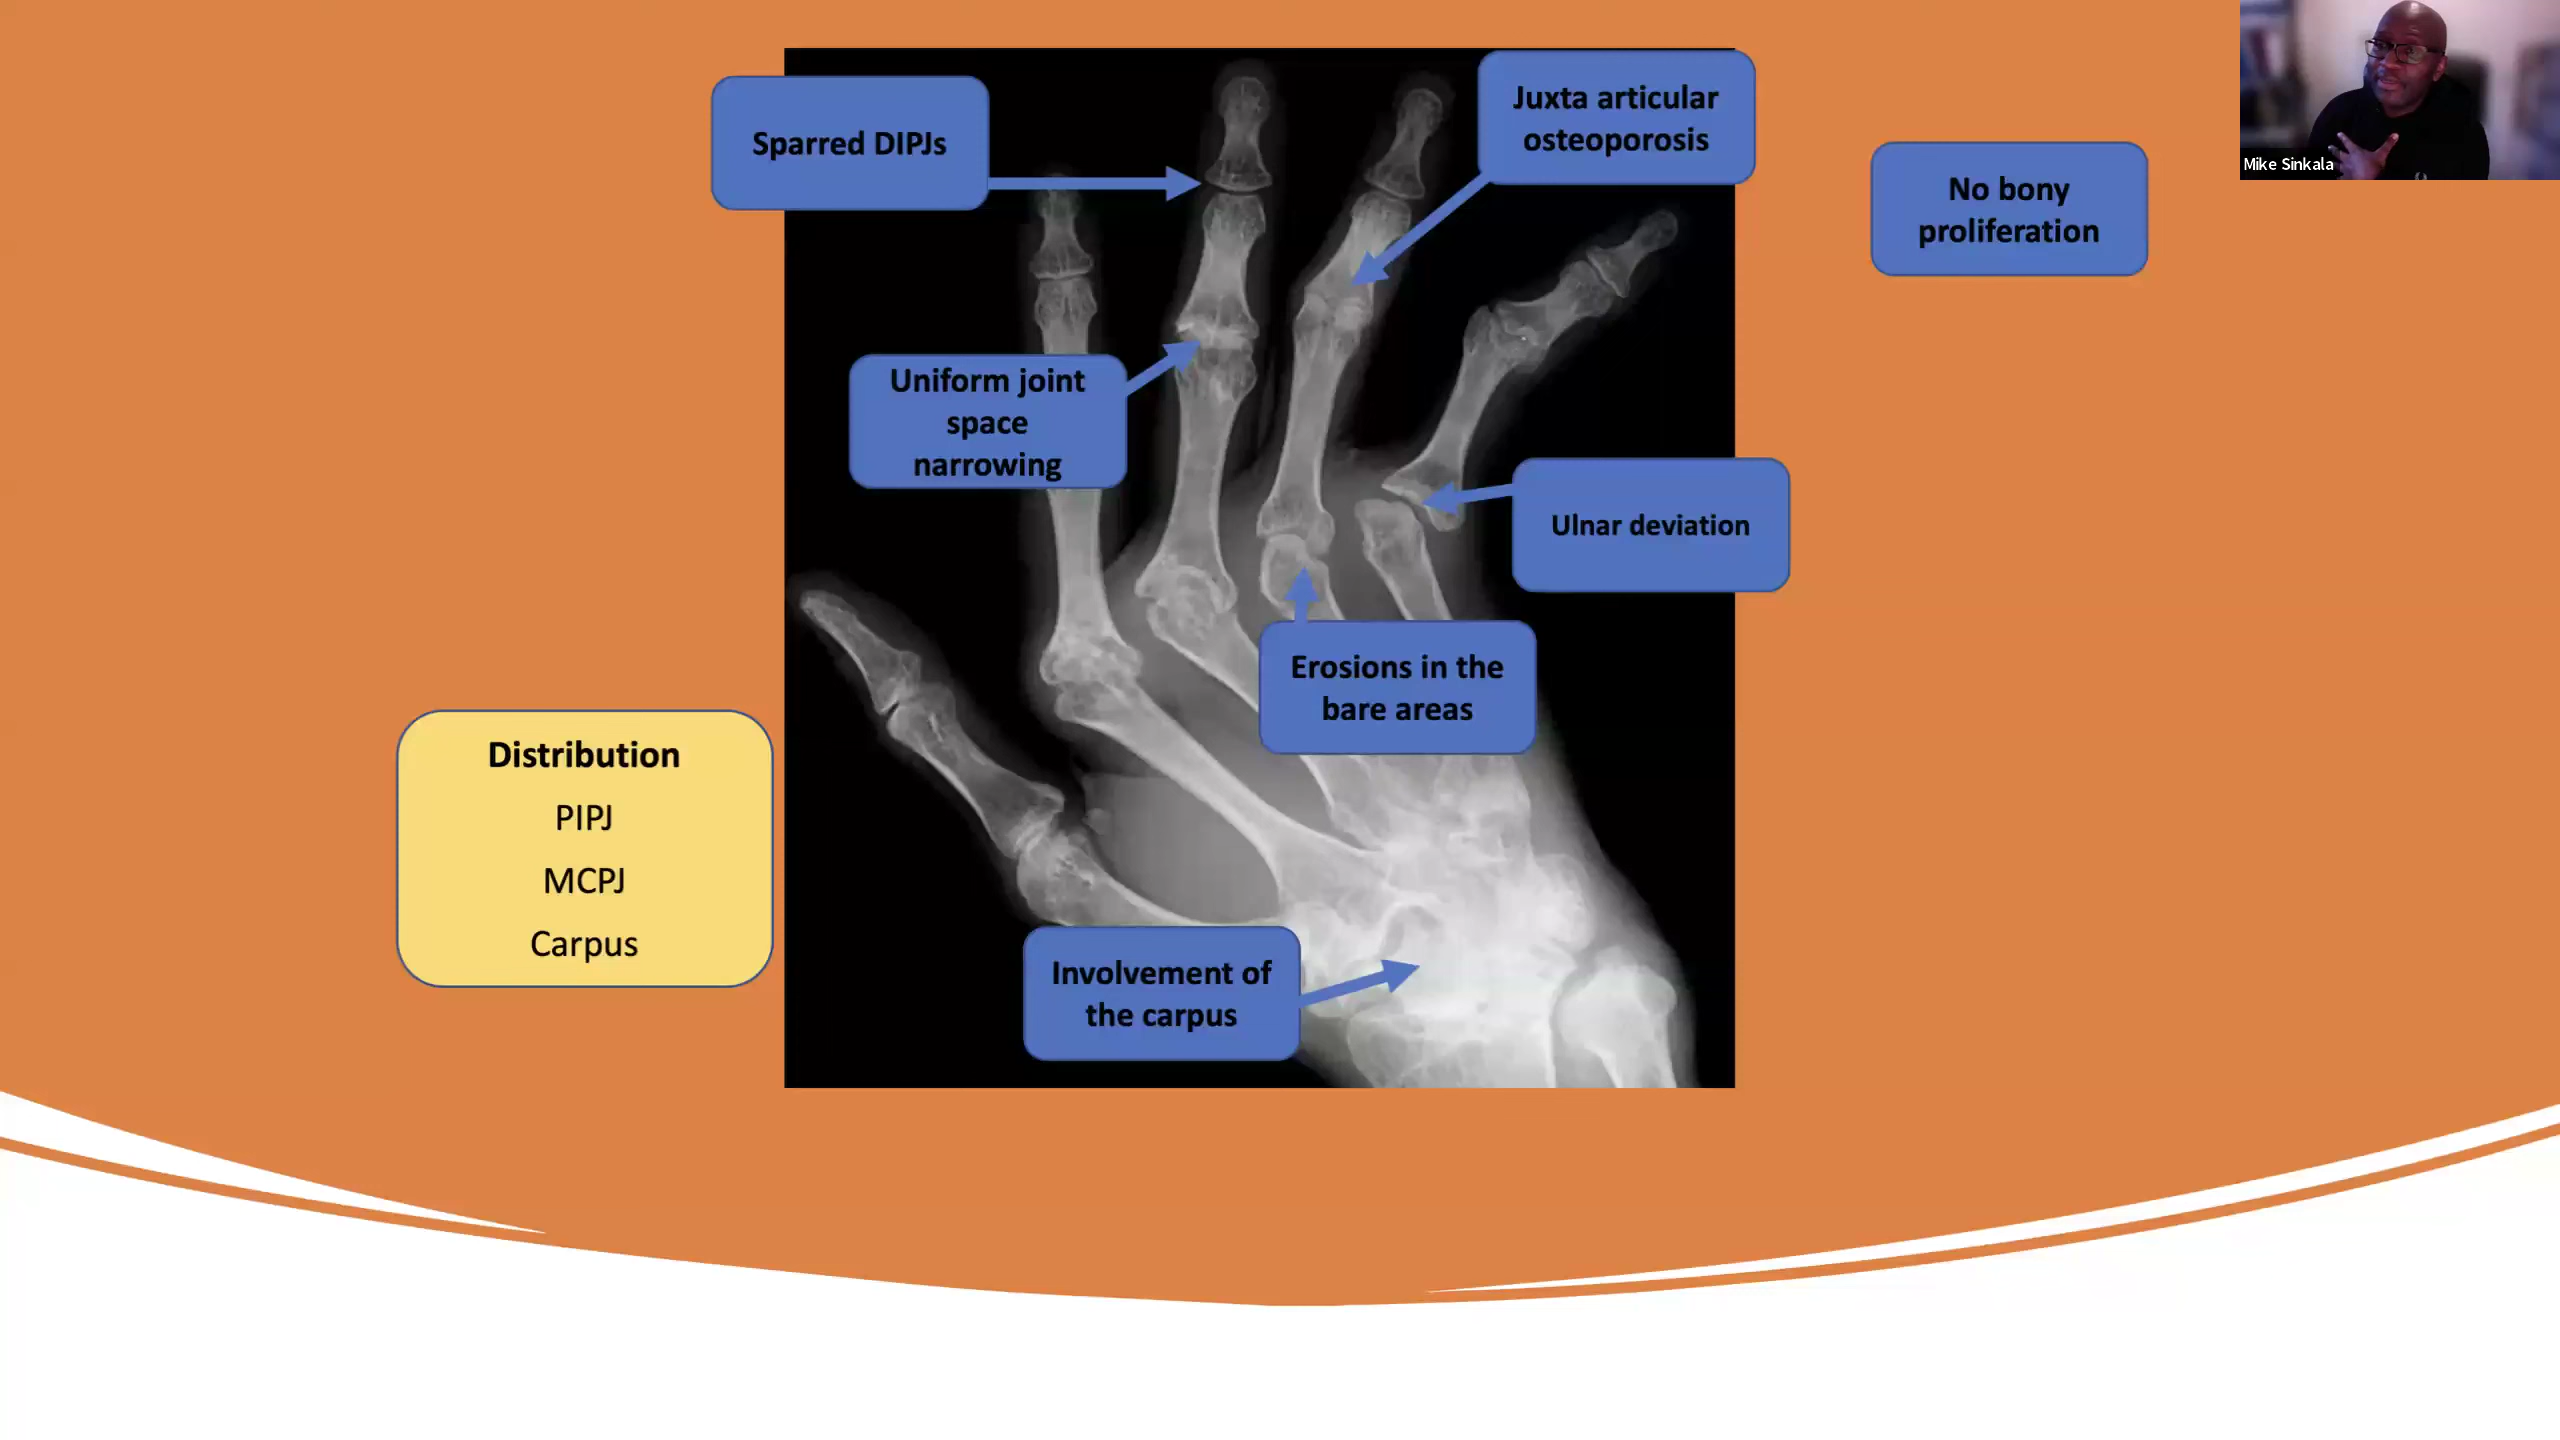 Sparred DIPJs
Juxta articular
osteoporosis
No bony
proliferation
Mike Sinkala
Uniform joint
space
narrowing
Ulnar deviation
Erosions in the
bare areas
Distribution
PIPJ
MCPJ
Carpus
Involvement of
the carpus